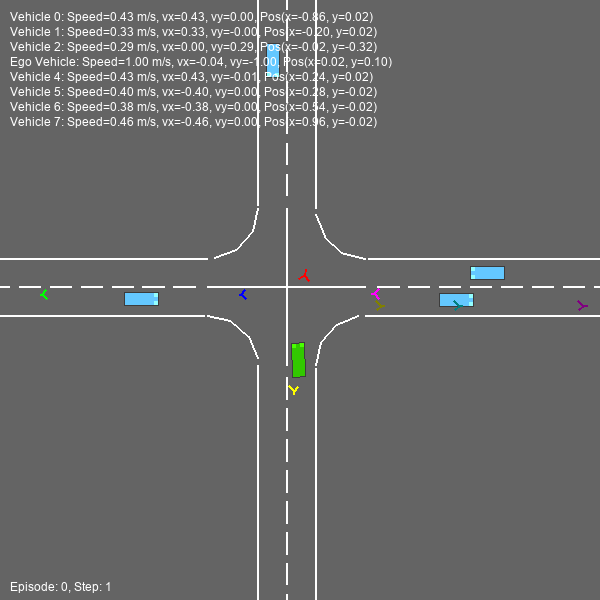 Vehicle 0: Speed=0.43 m/s, vx=0.43, vy=0.00, Pos(x=-0.86, y=0.02)
Vehicle 1: Speed=0.33 m/s, vx=0.33, vy=-0.00, Pos(x=-0.20, y=0.02)
Vehicle 2: Speed=0.29 m/s, vx=0.00, vy=0.29, Pos(x=-0.02, y=-0.32)
Ego Vehicle: Speed=1.00 m/s, vx=-0.04, vy=-1.00, Pos(x=0.02, y=0.10)
Vehicle 4: Speed=0.43 m/s, vx=0.43, vy=-0.01, Pos(x=0.24, y=0.02)
Vehicle 5: Speed=0.40 m/s, vx=-0.40, vy=0.00, Pos(x=0.28, y=-0.02)
Vehicle 6: Speed=0.38 m/s, vx=-0.38, vy=0.00, Pos(x=0.54, y=-0.02)
Vehicle 7: Speed=0.46 m/s, vx=-0.46, vy=0.00, Pos(x=0.96, y=-0.02)
Episode: 0, Step: 1